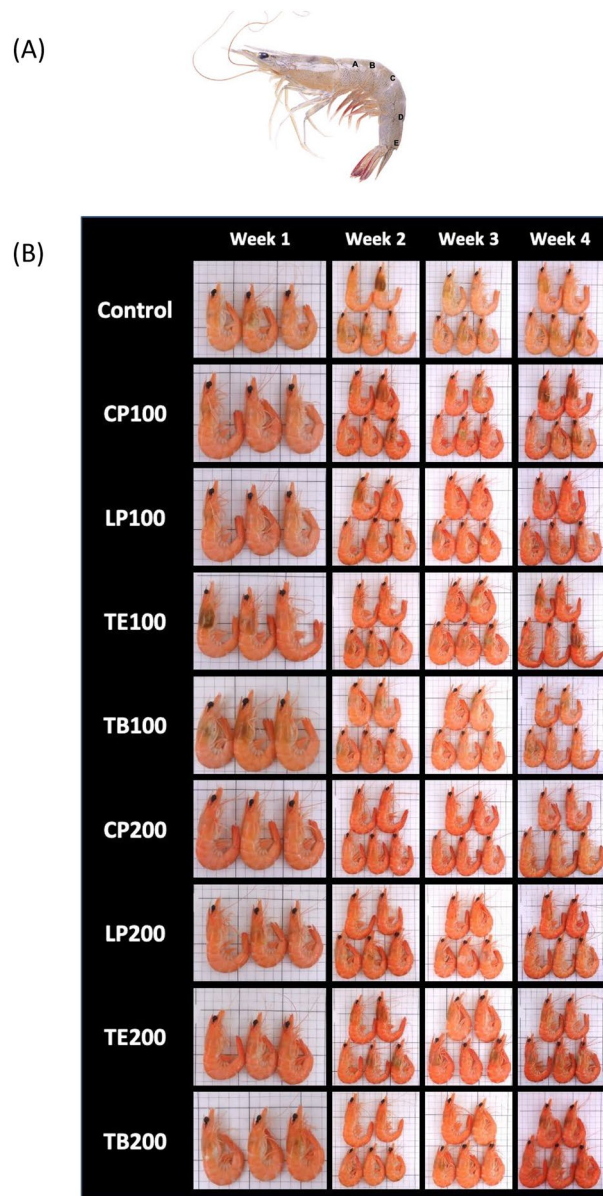 (A)
A B C D E
(B)
Week 1 Week 2 Week 3 Week 4
Control
CP100
LP100
TE100
TB100
CP200
LP200
TE200
TB200